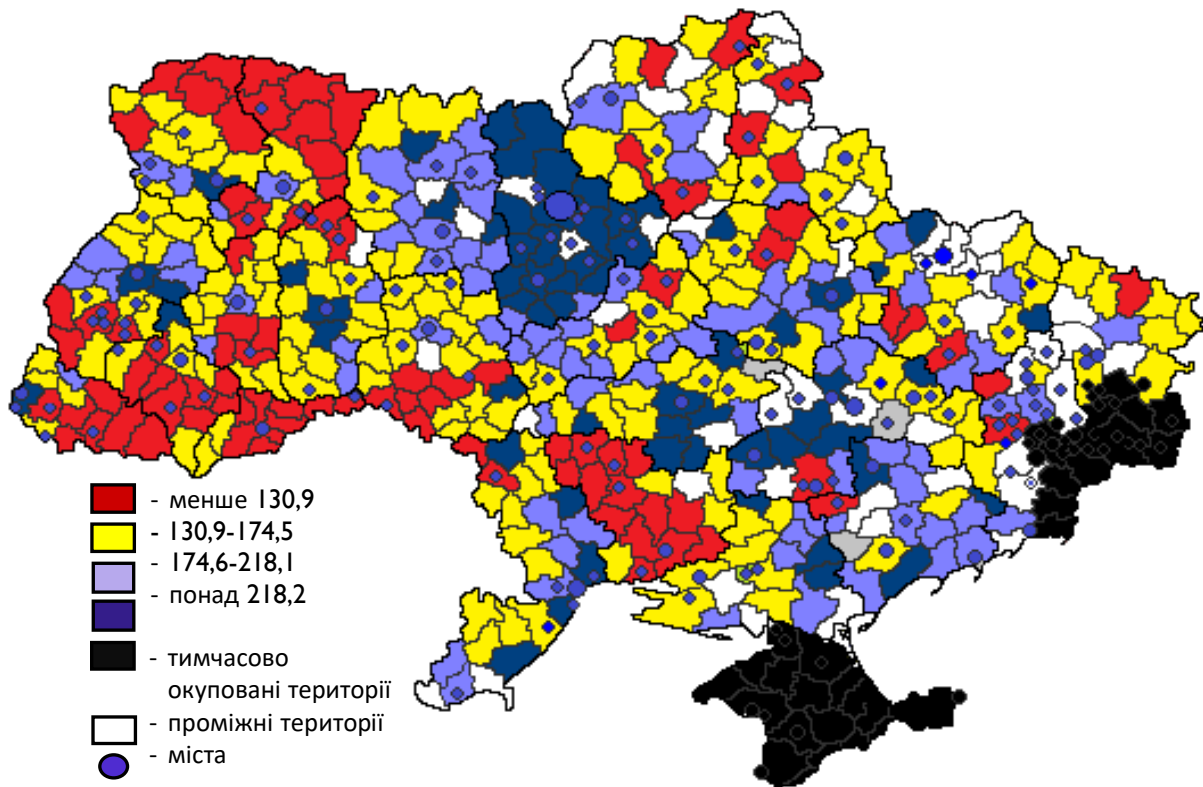 - менше 130,9
- 130,9-174,5
- 174,6-218,1
- понад 218,2
- тимчасово
окуповані території
- проміжні території
- міста